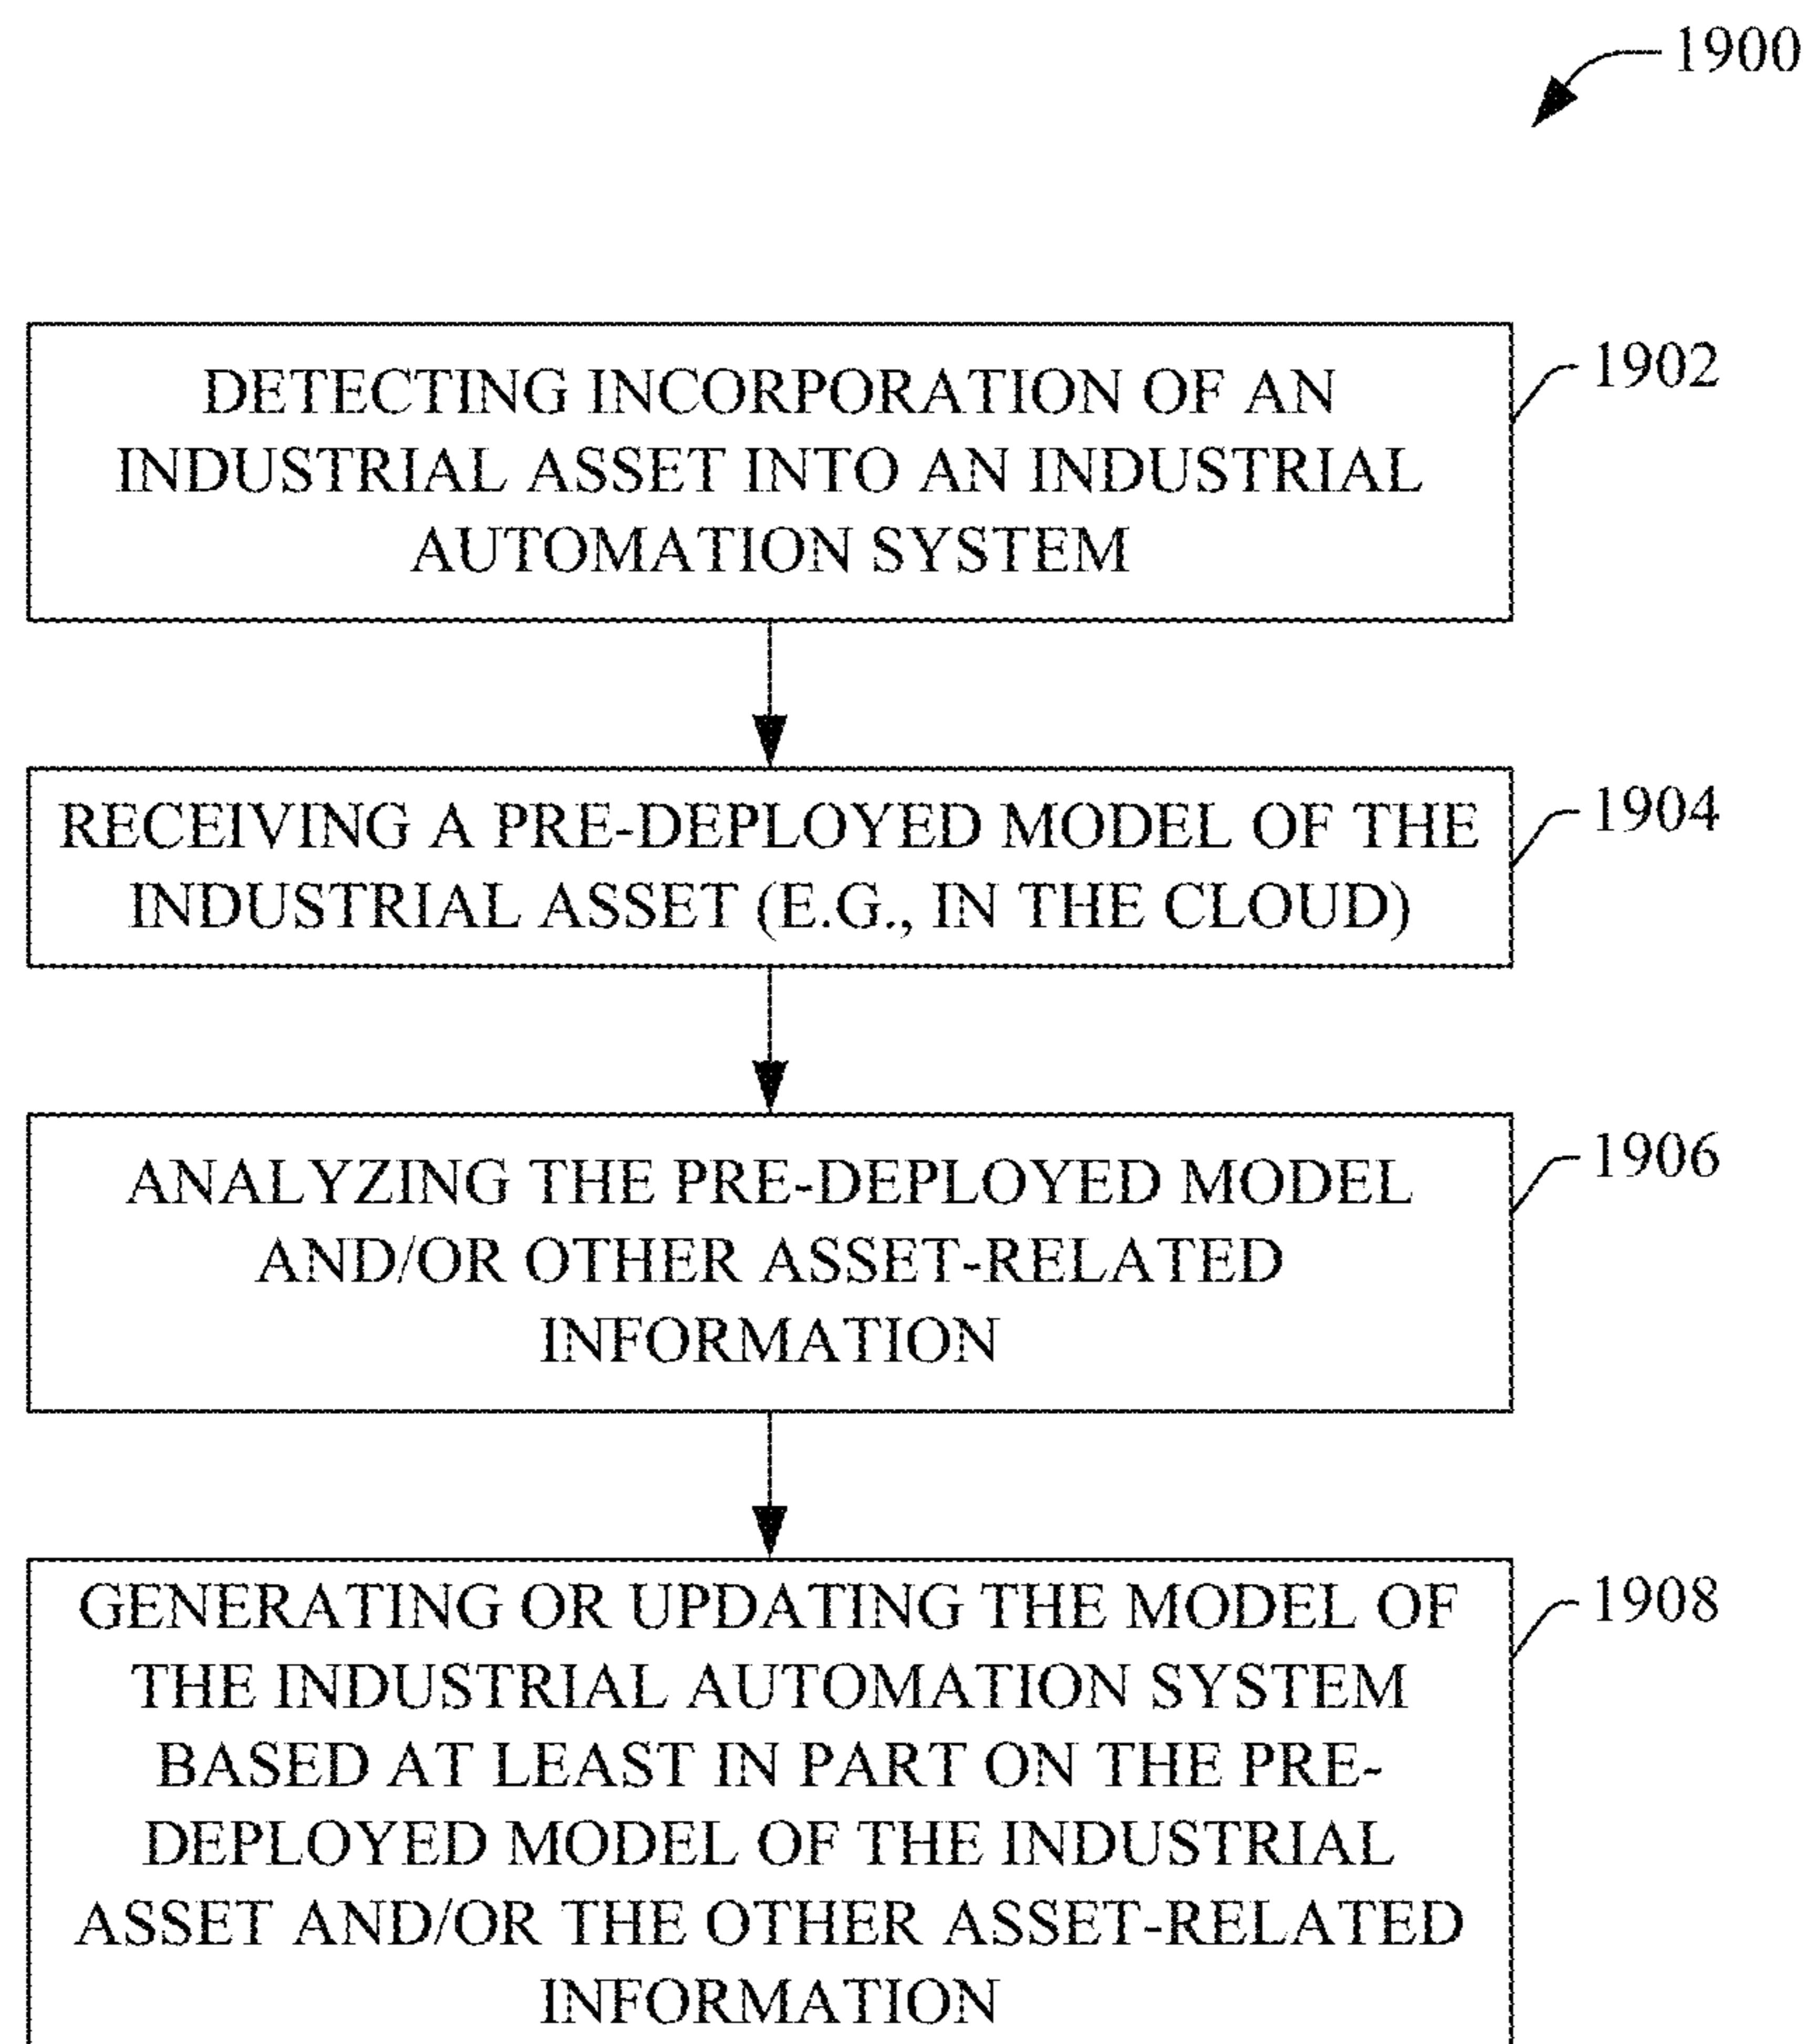 1900
DETECTING INCORPORATION OF AN
INDUSTRIAL ASSET INTO AN INDUSTRIAL
AUTOMATION SYSTEM
1902
RECEIVING A PRE-DEPLOYED MODEL OF THE
INDUSTRIAL ASSET (E.G., IN THE CLOUD)
1904
ANALYZING THE PRE-DEPLOYED MODEL
AND/OR OTHER ASSET-RELATED
INFORMATION
1906
GENERATING OR UPDATING THE MODEL OF
THE INDUSTRIAL AUTOMATION SYSTEM
BASED AT LEAST IN PART ON THE PRE-
DEPLOYED MODEL OF THE INDUSTRIAL
ASSET AND/OR THE OTHER ASSET-RELATED
INFORMATION
1908